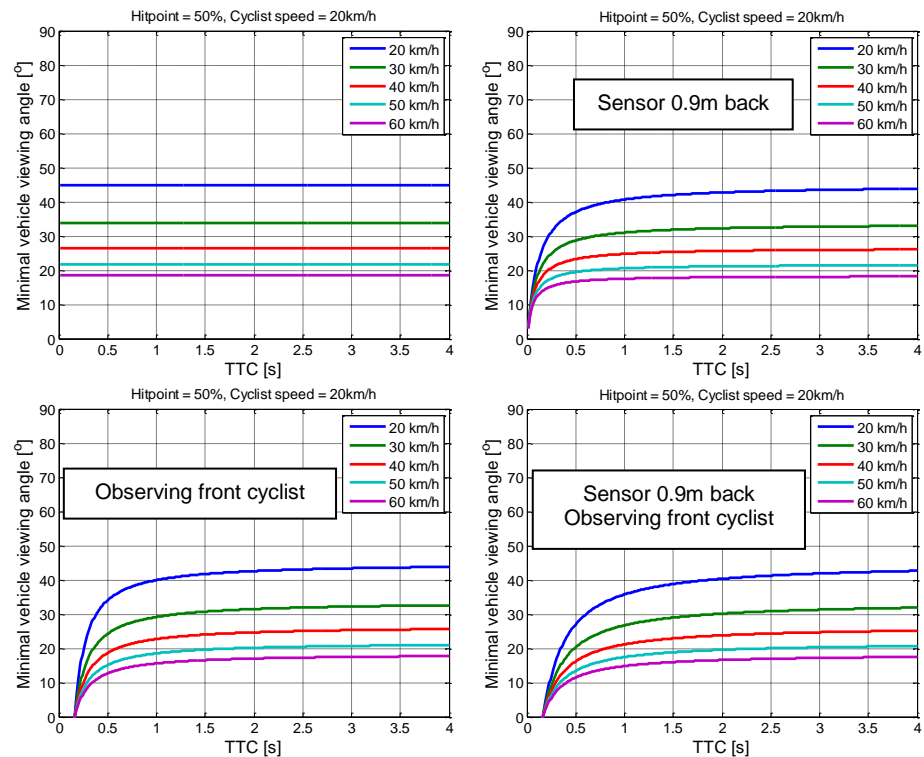 Hitpoint = 50%, Cyclist speed = 20km/h
Minimal vehicle viewing angle [°]
90
80
70
60
50
40
30
20
10
0
20 km/h
30 km/h
40 km/h
50 km/h
60 km/h
0 0.5 1 1.5 2 2.5 3 3.5 4
TTC [s]
Hitpoint = 50%, Cyclist speed = 20km/h
Minimal vehicle viewing angle [°]
90
80
70
60
50
40
30
20
10
0
20 km/h
30 km/h
40 km/h
50 km/h
60 km/h
Sensor 0.9m back
0 0.5 1 1.5 2 2.5 3 3.5 4
TTC [s]
Hitpoint = 50%, Cyclist speed = 20km/h
Minimal vehicle viewing angle [°]
90
80
70
60
50
40
30
20
10
0
20 km/h
30 km/h
40 km/h
50 km/h
60 km/h
Observing front cyclist
0 0.5 1 1.5 2 2.5 3 3.5 4
TTC [s]
Hitpoint = 50%, Cyclist speed = 20km/h
Minimal vehicle viewing angle [°]
90
80
70
60
50
40
30
20
10
0
20 km/h
30 km/h
40 km/h
50 km/h
60 km/h
Sensor 0.9m back
Observing front cyclist
0 0.5 1 1.5 2 2.5 3 3.5 4
TTC [s]